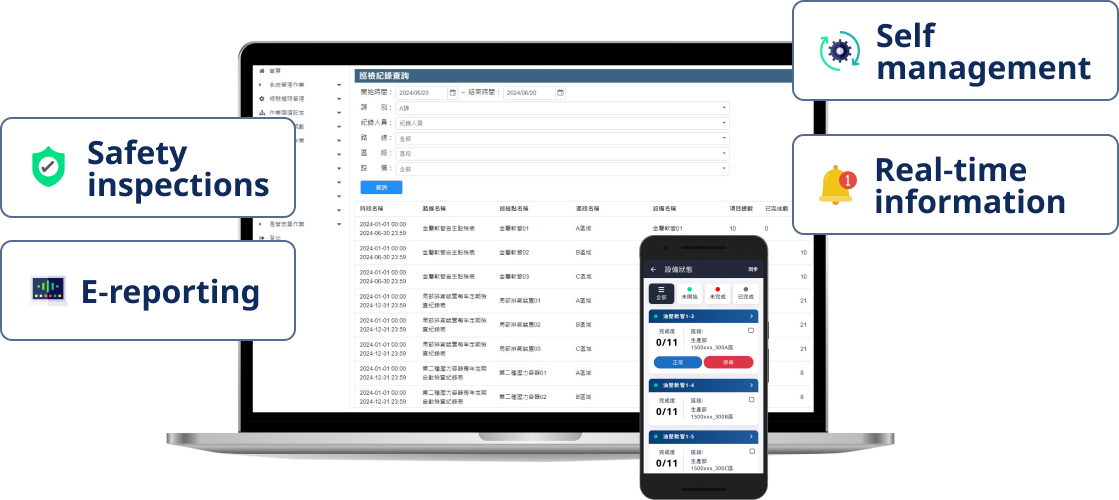 Self
management
Safety
inspections
Real-time
information
1
E-reporting
首頁
系統管理作業
帳號權限管理
作業環境設定
登出
巡檢紀錄查詢
開始時間： 2024/06/20 ~ 結束時間： 2024/06/20
課 別： A課
紀錄人員： 紀錄人員
路 線： 全部
區 段： 區段
設 備： 全部
查詢
時段名稱 路線名稱 巡檢點名稱 區段名稱 設備名稱 項目總數 已完成數
2024-01-01 00:00
2024-06-30 23:59 金屬軟管自主點檢表 金屬軟管01 A區域 金屬軟管01 10 0
2024-01-01 00:00
2024-06-30 23:59 金屬軟管自主點檢表 金屬軟管02 B區域 10
2024-01-01 00:00
2024-06-30 23:59 金屬軟管自主點檢表 金屬軟管03 C區域 10
2024-01-01 00:00 局部排氣裝置每年定期檢
2024-12-31 23:59 查紀錄表 局部排氣裝置01 A區域 21
2024-01-01 00:00 局部排氣裝置每年定期檢
2024-12-31 23:59 查紀錄表 局部排氣裝置02 B區域 21
2024-01-01 00:00 局部排氣裝置每年定期檢
2024-12-31 23:59 查紀錄表 局部排氣裝置03 C區域 21
2024-01-01 00:00 第二種壓力容器每年定期
2024-12-31 23:59 自動檢查紀錄表 第二種壓力容器01 A區域 8
2024-01-01 00:00 第二種壓力容器每年定期
2024-12-31 23:59 自動檢查紀錄表 第二種壓力容器02 B區域 8
設備狀態 同步
全部 未開始 未完成 已完成
油壓軟管1-3
完成度 區段:
0/11 生產部
1500xxx_300A區
正常 停車
油壓軟管1-4
完成度 區段:
0/11 生產部
1500xxx_300B區
油壓軟管1-5
完成度 區段:
0/11 生產部
1500xxx_300C區